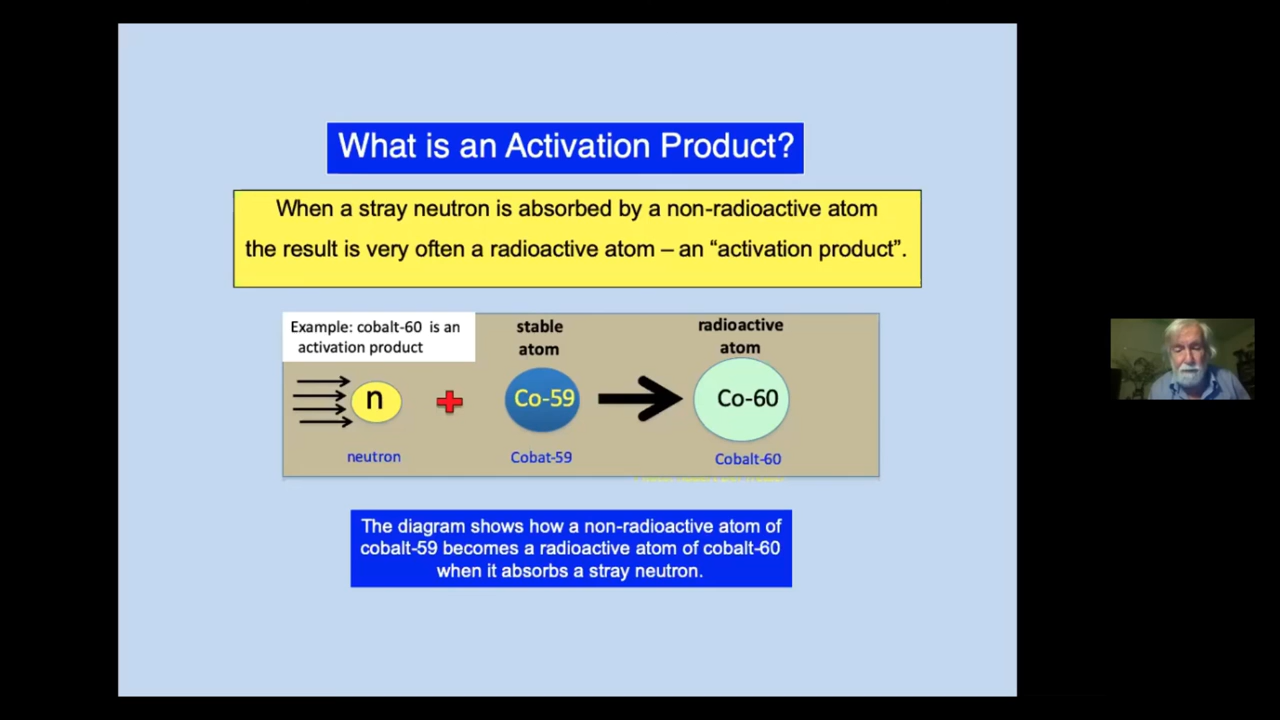 What is an Activation Product?
When a stray neutron is absorbed by a non-radioactive atom
the result is very often a radioactive atom – an “activation product”.
Example: cobalt-60 is an
activation product
stable
atom
radioactive
atom
n
Co-59
Co-60
neutron
Cobat-59
Cobalt-60
The diagram shows how a non-radioactive atom of
cobalt-59 becomes a radioactive atom of cobalt-60
when it absorbs a stray neutron.